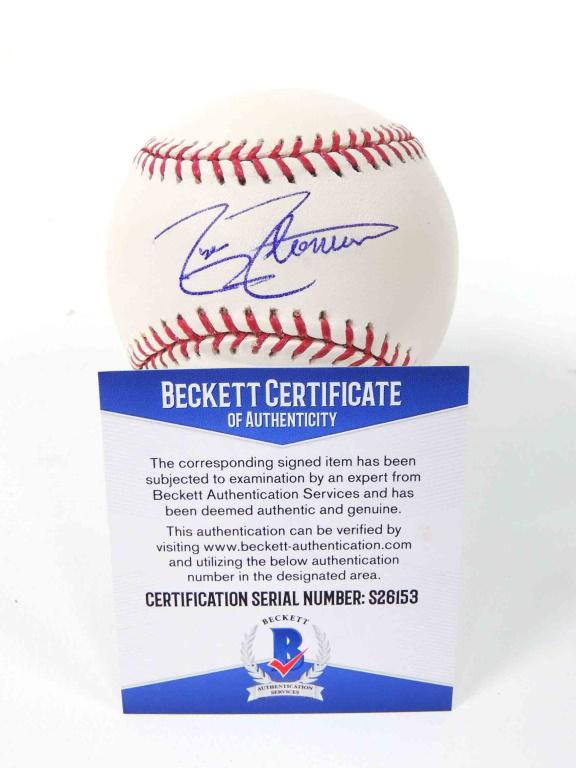 BECKETT CERTIFICATE
OF AUTHENTICITY
The corresponding signed item has been
subjected to examination by an expert from
Beckett Authentication Services and has
been deemed authentic and genuine.
This authentication can be verified by
visiting www.beckett-authentication.com
and utilizing the below authentication
number in the designated area.
CERTIFICATION SERIAL NUMBER: S26153
BECKETT
B
AUTHENTICATION
SERVICES